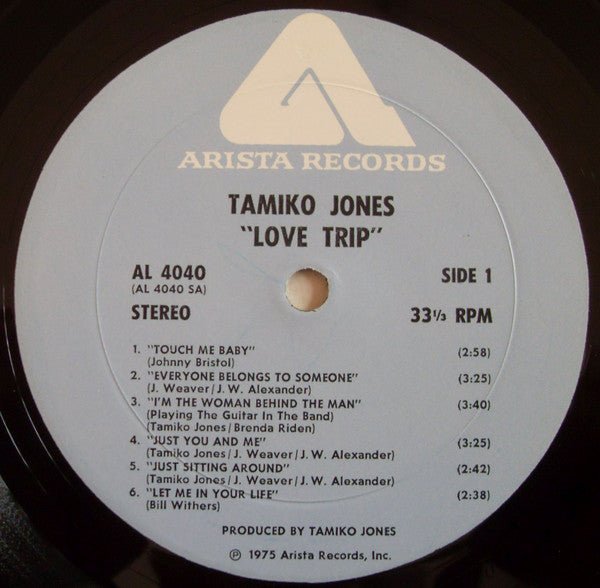 ARISTA RECORDS
TAMIKO JONES
"LOVE TRIP"
AL 4040
(AL 4040 SA)
SIDE 1
STEREO
33 1/3 RPM
1. "TOUCH ME BABY" (2:58)
(Johnny Bristol)
2. "EVERYONE BELONGS TO SOMEONE" (3:25)
(J. Weaver/J. W. Alexander)
3. "I'M THE WOMAN BEHIND THE MAN" (3:40)
(Playing The Guitar In The Band)
(Tamiko Jones/Brenda Riden)
4. "JUST YOU AND ME" (3:25)
(Tamiko Jones/J. Weaver/J. W. Alexander)
5. "JUST SITTING AROUND" (2:42)
(Tamiko Jones/J. Weaver/J. W. Alexander)
6. "LET ME IN YOUR LIFE" (2:38)
(Bill Withers)
PRODUCED BY TAMIKO JONES
℗ 1975 Arista Records, Inc.